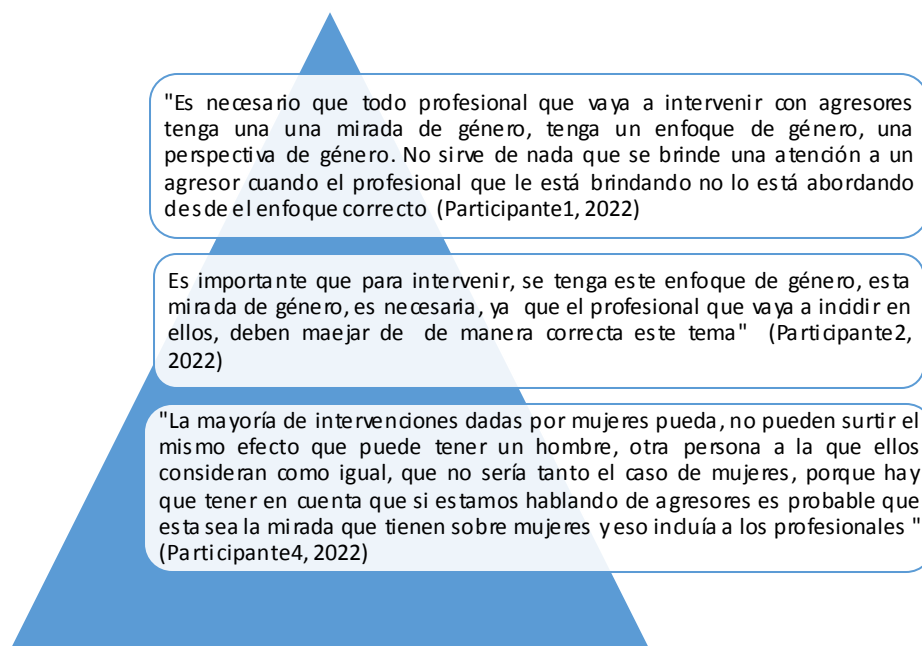 "Es necesario que todo profesional que vaya a intervenir con agresores
tenga una una mirada de género, tenga un enfoque de género, una
perspectiva de género. No sirve de nada que se brinde una atención a un
agresor cuando el profesional que le está brindando no lo está abordando
desde el enfoque correcto (Participante1, 2022)
Es importante que para intervenir, se tenga este enfoque de género, esta
mirada de género, es necesaria, ya que el profesional que vaya a incidir en
ellos, deben maejar de de manera correcta este tema" (Participante2,
2022)
"La mayoría de intervenciones dadas por mujeres pueda, no pueden surtir el
mismo efecto que puede tener un hombre, otra persona a la que ellos
consideran como igual, que no sería tanto el caso de mujeres, porque hay
que tener en cuenta que si estamos hablando de agresores es probable que
esta sea la mirada que tienen sobre mujeres y eso incluía a los profesionales "
(Participante4, 2022)